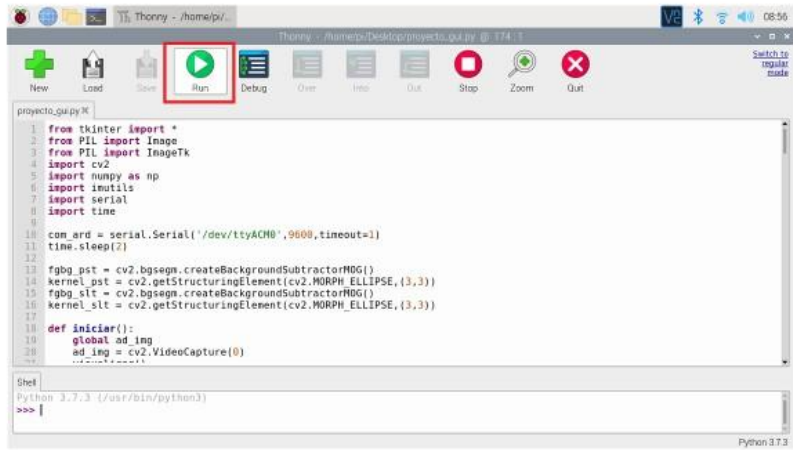 Thonny - /home/pi/..
V2
08:56
Thonny - /home/pi/Desktop/proyecto_gui.py @ 174:1
New
Load
Save
Run
Debug
Over
Into
Out
Stop
Zoom
Quit
Switch to
regular
mode
proyecto_gui.py
1 from tkinter import *
2 from PIL import Image
3 from PIL import ImageTk
4 import cv2
5 import numpy as np
6 import imutils
7 import serial
8 import time
9
10 com_ard = serial.Serial('/dev/ttyACM0',9600,timeout=1)
11 time.sleep(2)
12
13 fgbg_pst = cv2.bgsegm.createBackgroundSubtractorMOG()
14 kernel_pst = cv2.getStructuringElement(cv2.MORPH_ELLIPSE,(3,3))
15 fgbg_slt = cv2.bgsegm.createBackgroundSubtractorMOG()
16 kernel_slt = cv2.getStructuringElement(cv2.MORPH_ELLIPSE,(3,3))
17
18 def iniciar():
19 global ad_img
20 ad_img = cv2.VideoCapture(0)
Shell
Python 3.7.3 (/usr/bin/python3)
>>>
Python 3.7.3